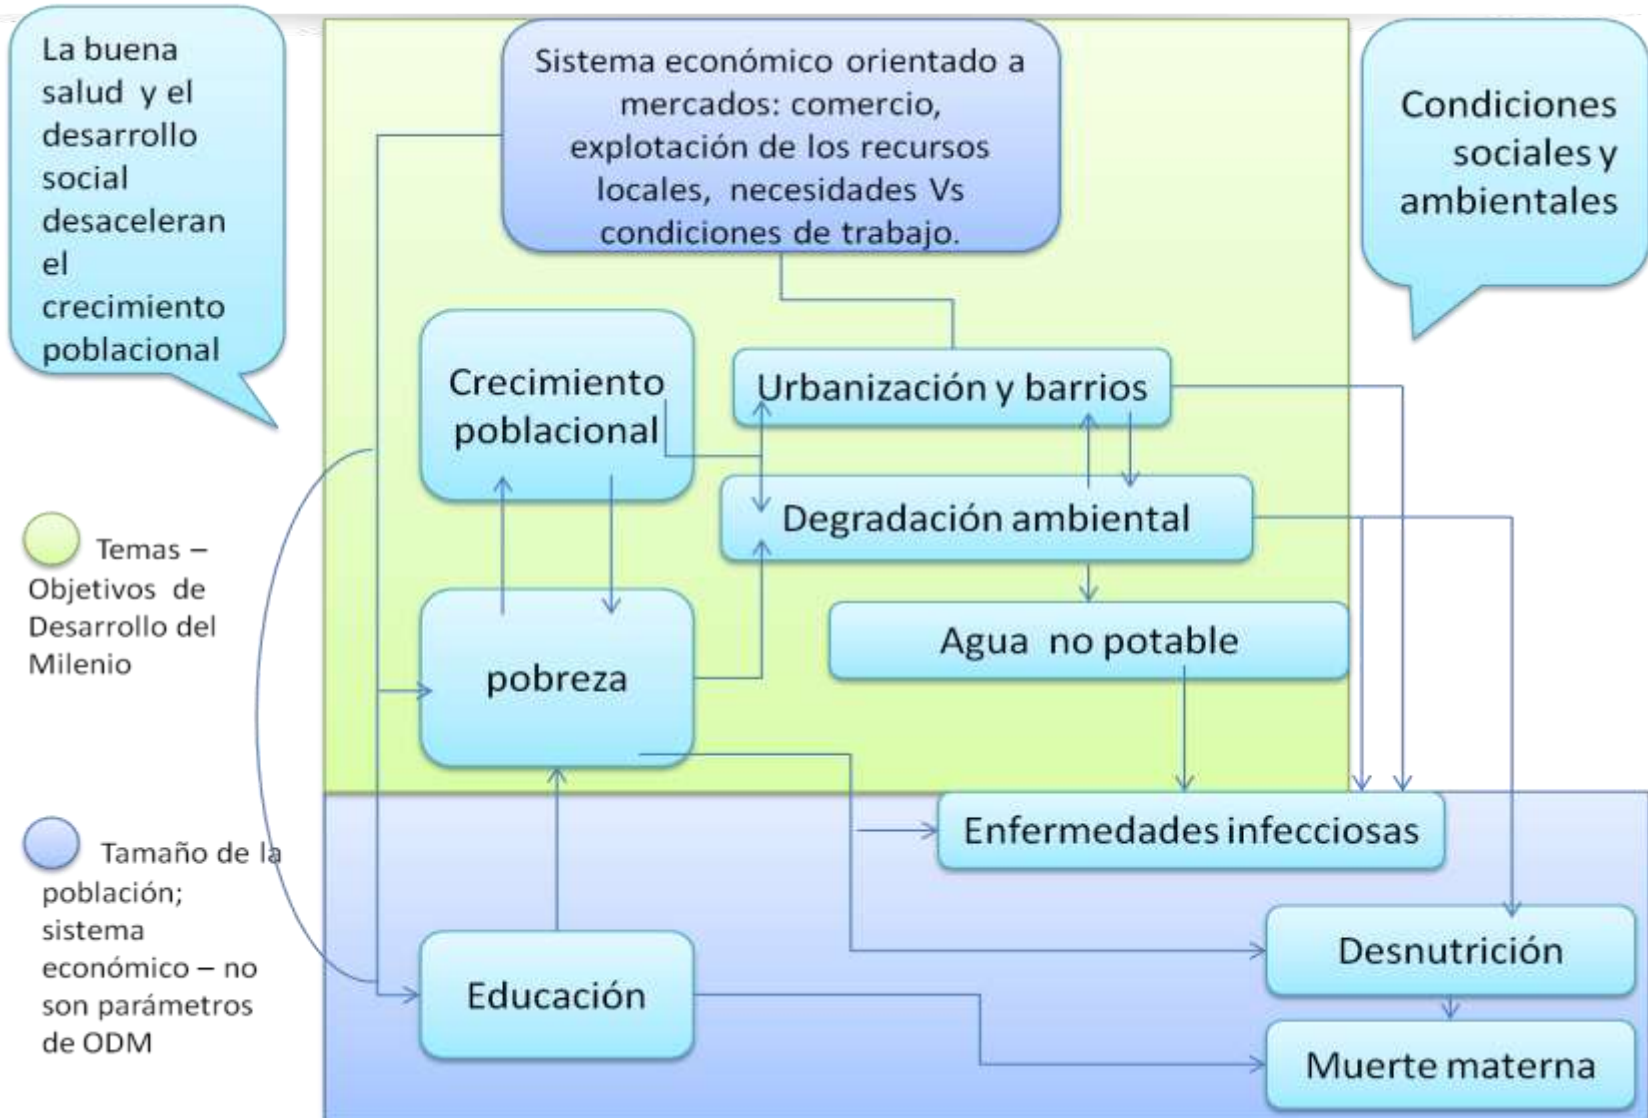 La buena
salud y el
desarrollo
social
desaceleran
el
crecimiento
poblacional
Sistema económico orientado a
mercados: comercio,
explotación de los recursos
locales, necesidades Vs
condiciones de trabajo.
Condiciones
sociales y
ambientales
Crecimiento
poblacional
Urbanización y barrios
Degradación ambiental
Temas –
Objetivos de
Desarrollo del
Milenio
pobreza
Agua no potable
Enfermedades infecciosas
Tamaño de la
población;
sistema
económico – no
son parámetros
de ODM
Educación
Desnutrición
Muerte materna